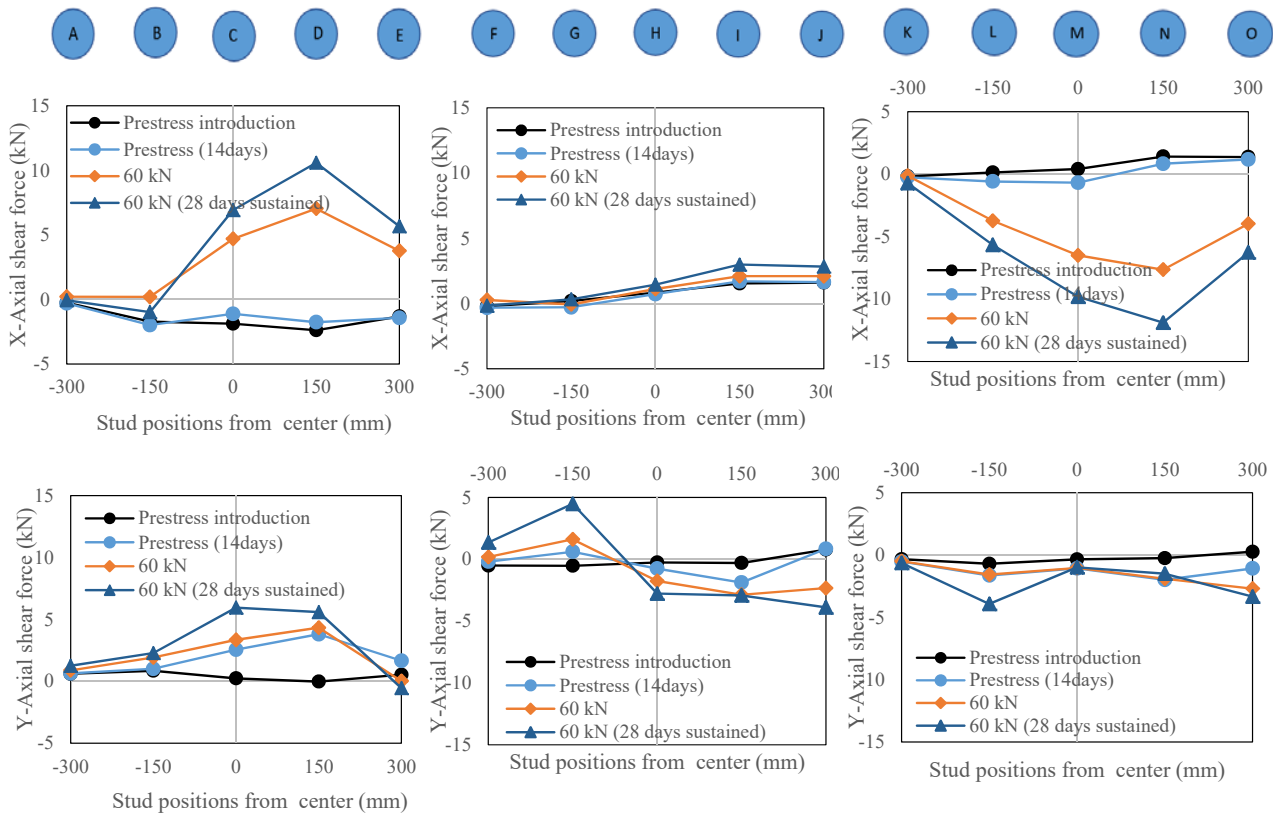 A B C D E F G H I J K L M N O
X-Axial shear force (kN)
15
10
5
0
-5
Prestress introduction
Prestress (14days)
60 kN
60 kN (28 days sustained)
-300 -150 0 150 300
Stud positions from center (mm)
X-Axial shear force (kN)
15
10
5
0
-5
Prestress introduction
Prestress (14days)
60 kN
60 kN (28 days sustained)
-300 -150 0 150 300
Stud positions from center (mm)
-300 -150 0 150 300
X-Axial shear force (kN)
5
0
-5
-10
-15
Prestress introduction
Prestress (14days)
60 kN
60 kN (28 days sustained)
Stud positions from center (mm)
Y-Axial shear force (kN)
15
10
5
0
-5
Prestress introduction
Prestress (14days)
60 kN
60 kN (28 days sustained)
-300 -150 0 150 300
Stud positions from center (mm)
-300 -150 0 150 300
Y-Axial shear force (kN)
5
0
-5
-10
-15
Prestress introduction
Prestress (14days)
60 kN
60 kN (28 days sustained)
Stud positions from center (mm)
-300 -150 0 150 300
Y-Axial shear force (kN)
5
0
-5
-10
-15
Prestress introduction
Prestress (14days)
60 kN
60 kN (28 days sustained)
Stud positions from center (mm)